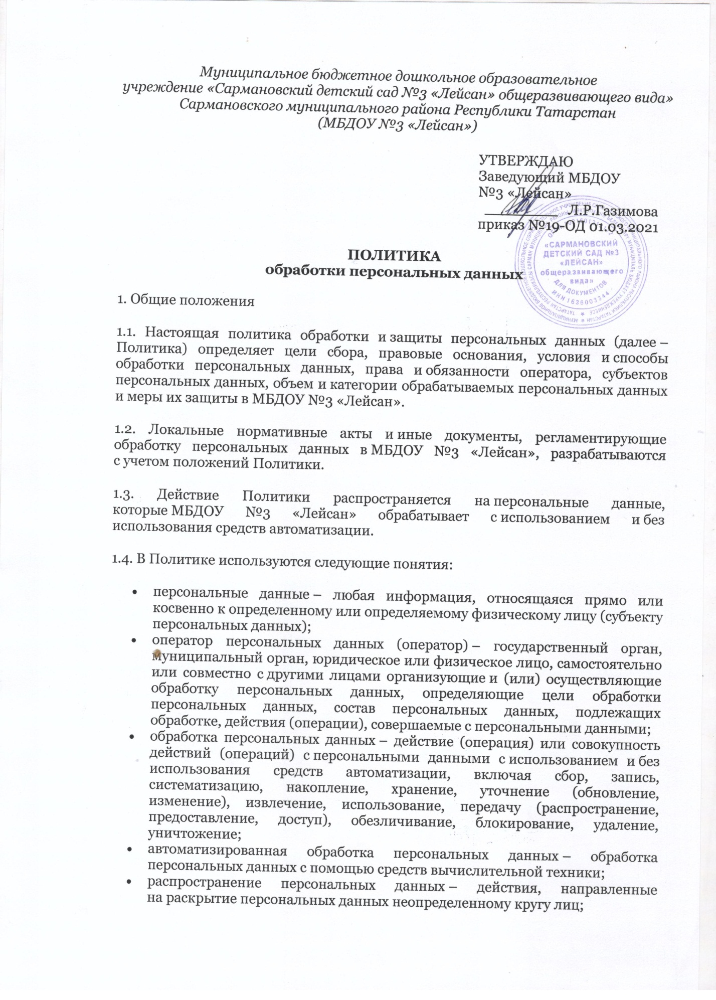 Муниципальное бюджетное дошкольное образовательное
учреждение «Сармановский детский сад №3 «Лейсан» общеразвивающего вида»
Сармановского муниципального района Республики Татарстан
(МБДОУ №3 «Лейсан»)
УТВЕРЖДАЮ
Заведующий МБДОУ
№3 «Лейсан»
__________ Л.Р.Газимова
приказ №19-ОД 01.03.2021
«САРМАНОВСКИЙ
ДЕТСКИЙ САД №3
«ЛЕЙСАН»
общеразвивающего
вида»
ДЛЯ ДОКУМЕНТОВ
ИНН 1636003344
ПОЛИТИКА
обработки персональных данных
1. Общие положения
1.1. Настоящая политика обработки и защиты персональных данных (далее –
Политика) определяет цели сбора, правовые основания, условия и способы
обработки персональных данных, права и обязанности оператора, субъектов
персональных данных, объем и категории обрабатываемых персональных данных
и меры их защиты в МБДОУ №3 «Лейсан».
1.2. Локальные нормативные акты и иные документы, регламентирующие
обработку персональных данных в МБДОУ №3 «Лейсан», разрабатываются
с учетом положений Политики.
1.3. Действие Политики распространяется на персональные данные,
которые МБДОУ №3 «Лейсан» обрабатывает с использованием и без
использования средств автоматизации.
1.4. В Политике используются следующие понятия:
• персональные данные – любая информация, относящаяся прямо или
косвенно к определенному или определяемому физическому лицу (субъекту
персональных данных);
• оператор персональных данных (оператор) – государственный орган,
муниципальный орган, юридическое или физическое лицо, самостоятельно
или совместно с другими лицами организующие и (или) осуществляющие
обработку персональных данных, определяющие цели обработки
персональных данных, состав персональных данных, подлежащих
обработке, действия (операции), совершаемые с персональными данными;
• обработка персональных данных – действие (операция) или совокупность
действий (операций) с персональными данными с использованием и без
использования средств автоматизации, включая сбор, запись,
систематизацию, накопление, хранение, уточнение (обновление,
изменение), извлечение, использование, передачу (распространение,
предоставление, доступ), обезличивание, блокирование, удаление,
уничтожение;
• автоматизированная обработка персональных данных – обработка
персональных данных с помощью средств вычислительной техники;
• распространение персональных данных – действия, направленные
на раскрытие персональных данных неопределенному кругу лиц;